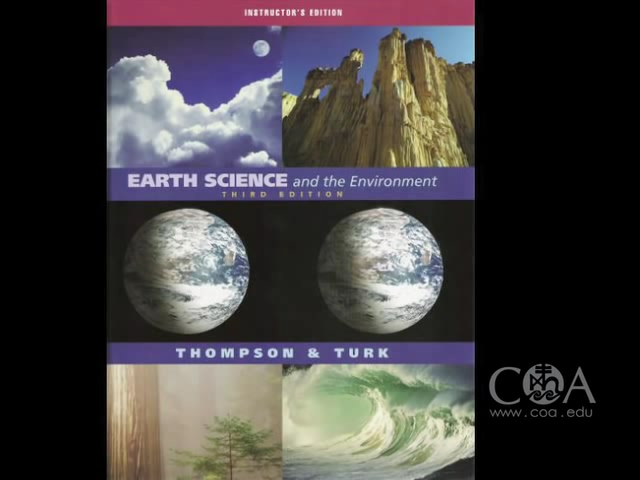 INSTRUCTOR'S EDITION
EARTH SCIENCE and the Environment
THIRD EDITION
THOMPSON & TURK
COA
www.coa.edu